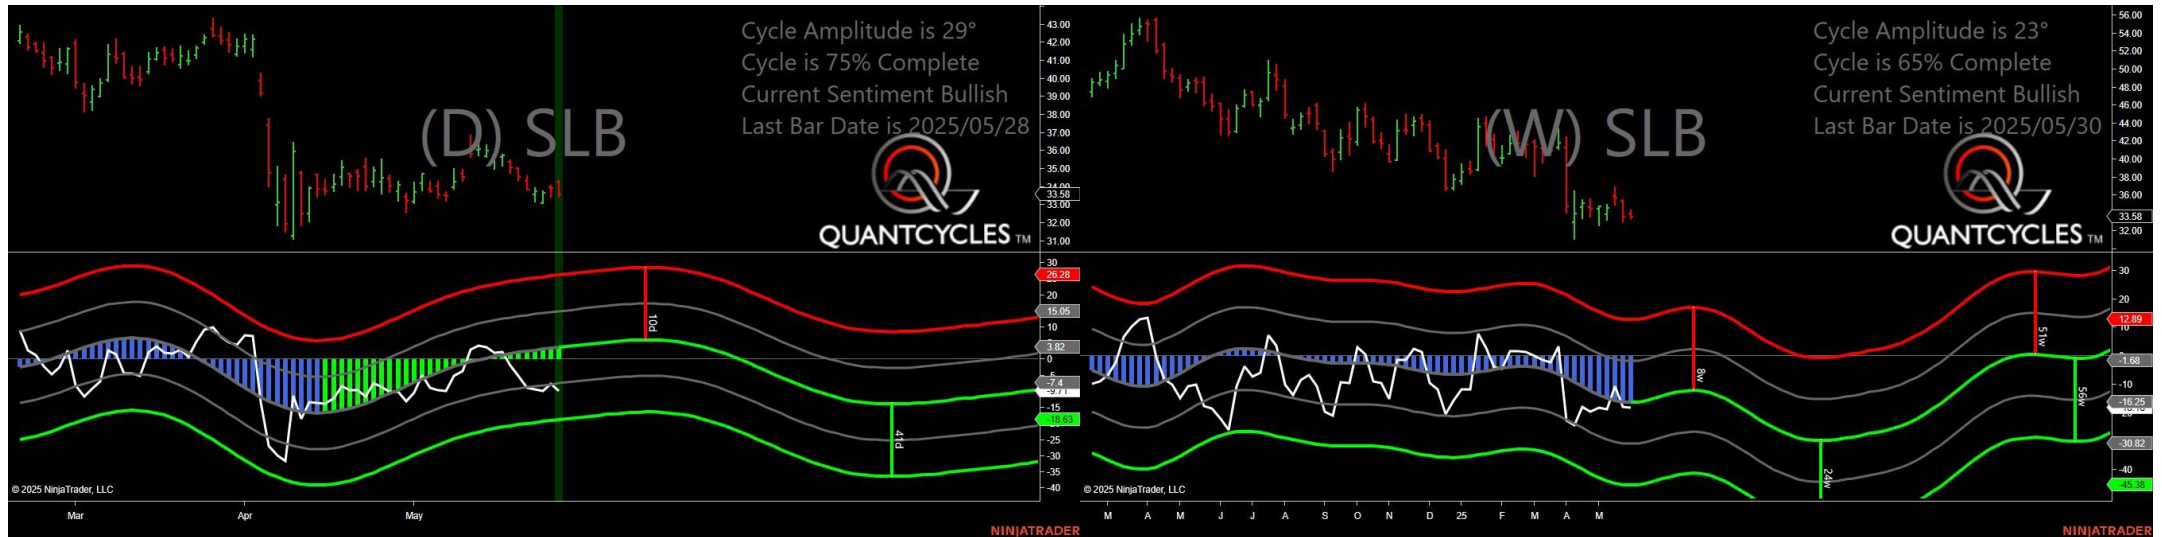 Cycle Amplitude is 29°
Cycle is 75% Complete
Current Sentiment Bullish
Last Bar Date is 2025/05/28
(D) SLB
QUANTCYCLES TM
43.00
42.00
41.00
40.00
39.00
38.00
37.00
36.00
35.00
34.00
33.58
33.00
32.00
31.00
30
26.28
20
15.05
10
3.82
0
-5
-7.4
-9.71
-15
-18.63
-25
-30
-35
-40
10d
41d
© 2025 NinjaTrader, LLC
Mar
Apr
May
NINJATRADER
Cycle Amplitude is 23°
Cycle is 65% Complete
Current Sentiment Bullish
Last Bar Date is 2025/05/30
(W) SLB
QUANTCYCLES TM
56.00
54.00
52.00
50.00
48.00
46.00
44.00
42.00
40.00
38.00
36.00
33.58
32.00
30
20
12.89
10
-1.68
-10
-16.25
-30.82
-40
-45.38
8w
24w
51w
56w
© 2025 NinjaTrader, LLC
M A M J J A S O N D 25 F M A M
NINJATRADER